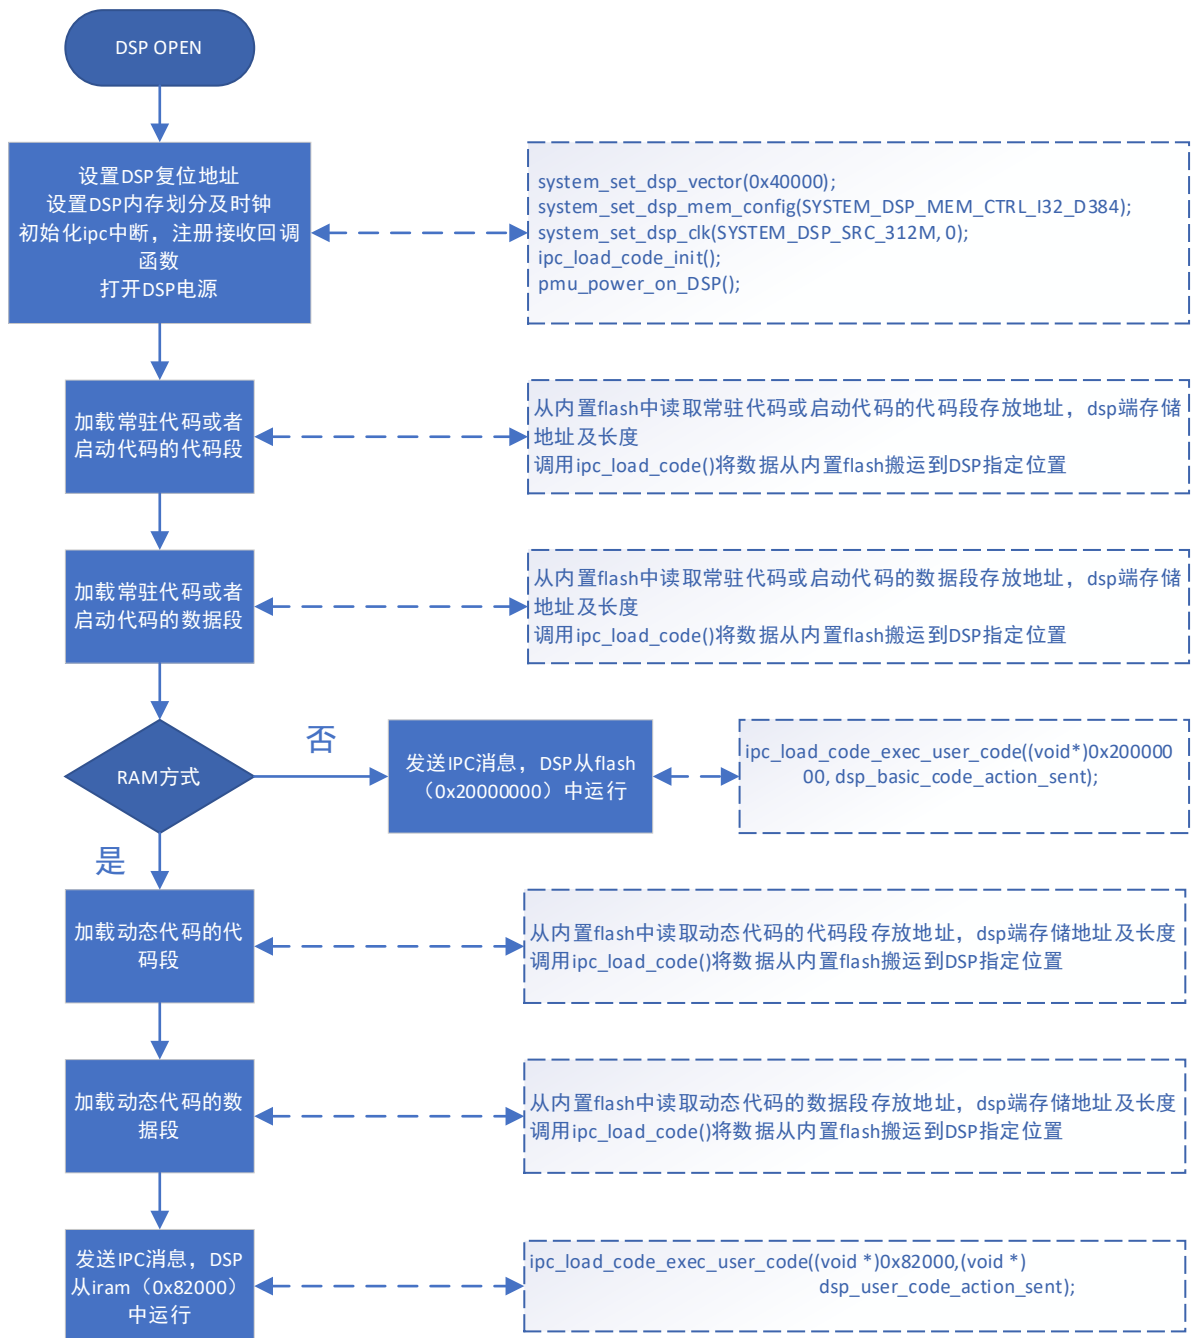 DSP OPEN
设置DSP复位地址
设置DSP内存划分及时钟
初始化ipc中断，注册接收回调
函数
打开DSP电源
system_set_dsp_vector(0x40000);
system_set_dsp_mem_config(SYSTEM_DSP_MEM_CTRL_I32_D384);
system_set_dsp_clk(SYSTEM_DSP_SRC_312M, 0);
ipc_load_code_init();
pmu_power_on_DSP();
加载常驻代码或者
启动代码的代码段
从内置flash中读取常驻代码或启动代码的代码段存放地址，dsp端存储
地址及长度
调用ipc_load_code()将数据从内置flash搬运到DSP指定位置
加载常驻代码或者
启动代码的数据段
从内置flash中读取常驻代码或启动代码的数据段存放地址，dsp端存储
地址及长度
调用ipc_load_code()将数据从内置flash搬运到DSP指定位置
RAM方式
否
发送IPC消息，DSP从flash
（0x20000000）中运行
ipc_load_code_exec_user_code((void*)0x200000
00, dsp_basic_code_action_sent);
是
加载动态代码的代
码段
从内置flash中读取动态代码的代码段存放地址，dsp端存储地址及长度
调用ipc_load_code()将数据从内置flash搬运到DSP指定位置
加载动态代码的数
据段
从内置flash中读取动态代码的数据段存放地址，dsp端存储地址及长度
调用ipc_load_code()将数据从内置flash搬运到DSP指定位置
发送IPC消息，DSP
从iram（0x82000）
中运行
ipc_load_code_exec_user_code((void *)0x82000,(void *)
dsp_user_code_action_sent);